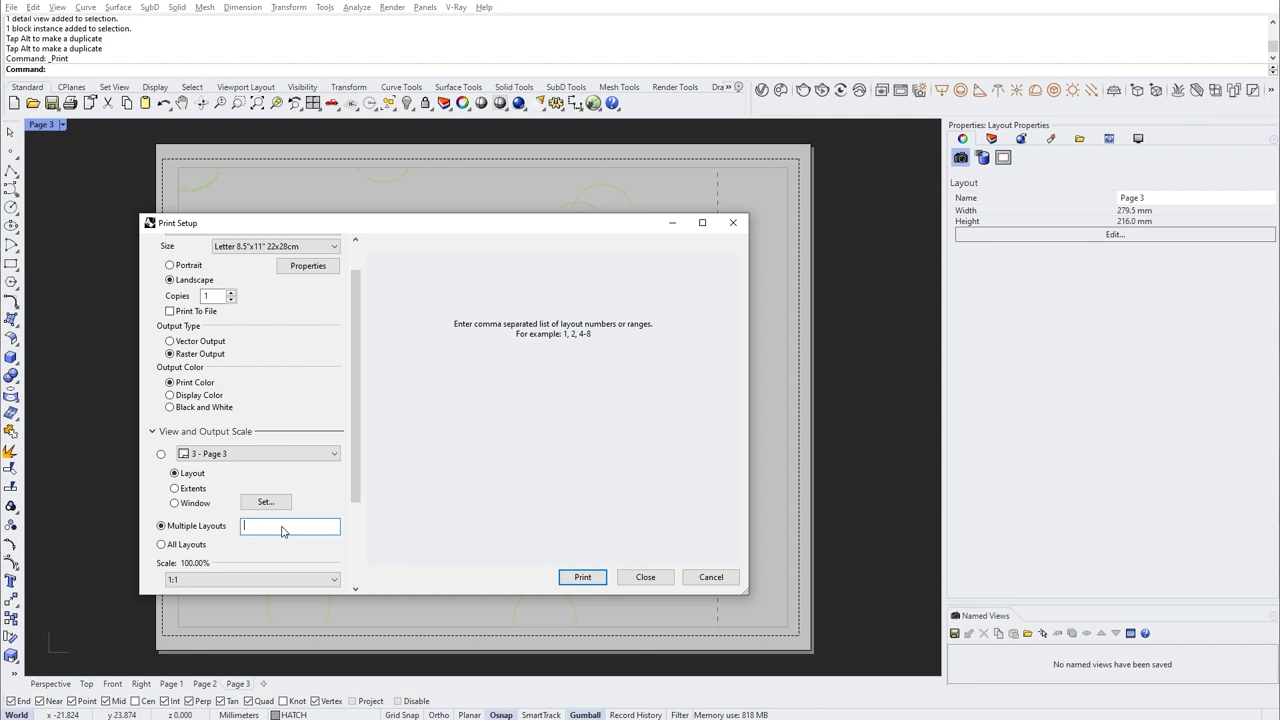 File Edit View Curve Surface SubD Solid Mesh Dimension Transform Tools Analyze Render Panels V-Ray Help
1 detail view added to selection.
1 block instance added to selection.
Tap Alt to make a duplicate
Tap Alt to make a duplicate
Command: _Print
Command:
Standard CPlanes Set View Display Select Viewport Layout Visibility Transform Curve Tools Surface Tools Solid Tools SubD Tools Mesh Tools Render Tools Dra »
Page 3
Properties: Layout Properties
Layout
Name Page 3
Width 279.5 mm
Height 216.0 mm
Edit...
Print Setup
Size Letter 8.5"x11" 22x28cm
Portrait Properties
Landscape
Copies 1
Print To File
Output Type
Vector Output
Raster Output
Output Color
Print Color
Display Color
Black and White
View and Output Scale
3 - Page 3
Layout
Extents
Window Set...
Multiple Layouts
All Layouts
Scale: 100.00%
1:1
Enter comma separated list of layout numbers or ranges.
For example: 1, 2, 4-8
Print Close Cancel
Named Views
No named views have been saved
Perspective Top Front Right Page 1 Page 2 Page 3
End Near Point Mid Cen Int Perp Tan Quad Knot Vertex Project Disable
World x -21.824 y 23.874 z 0.000 Millimeters HATCH Grid Snap Ortho Planar Osnap SmartTrack Gumball Record History Filter Memory use: 818 MB